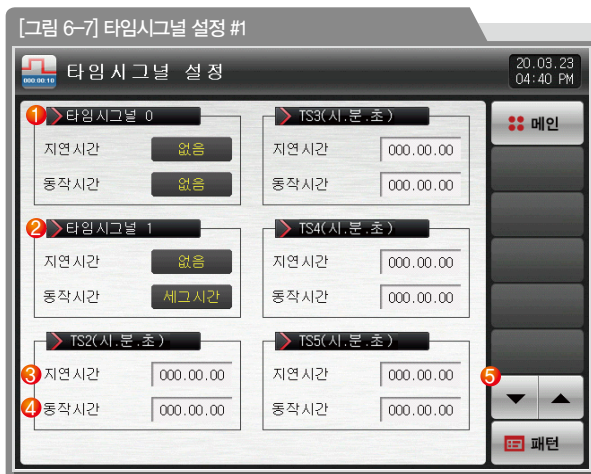 [그림 6-7] 타임시그널 설정 #1
000.00.10
타임시그널 설정
20.03.23
04:40 PM
1 타임시그널 0
지연시간 없음
동작시간 없음
2 타임시그널 1
지연시간 없음
동작시간 세그시간
TS2(시.분.초)
3 지연시간 000.00.00
4 동작시간 000.00.00
TS3(시.분.초)
지연시간 000.00.00
동작시간 000.00.00
TS4(시.분.초)
지연시간 000.00.00
동작시간 000.00.00
TS5(시.분.초)
지연시간 000.00.00
동작시간 000.00.00
메인
5
▼ ▲
패턴